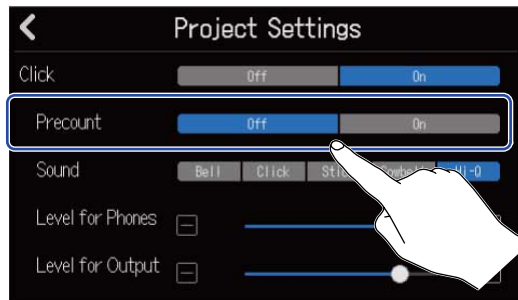 Project Settings
Click Off On
Precount Off On
Sound Bell Click Hi-Q
Level for Phones
Level for Output